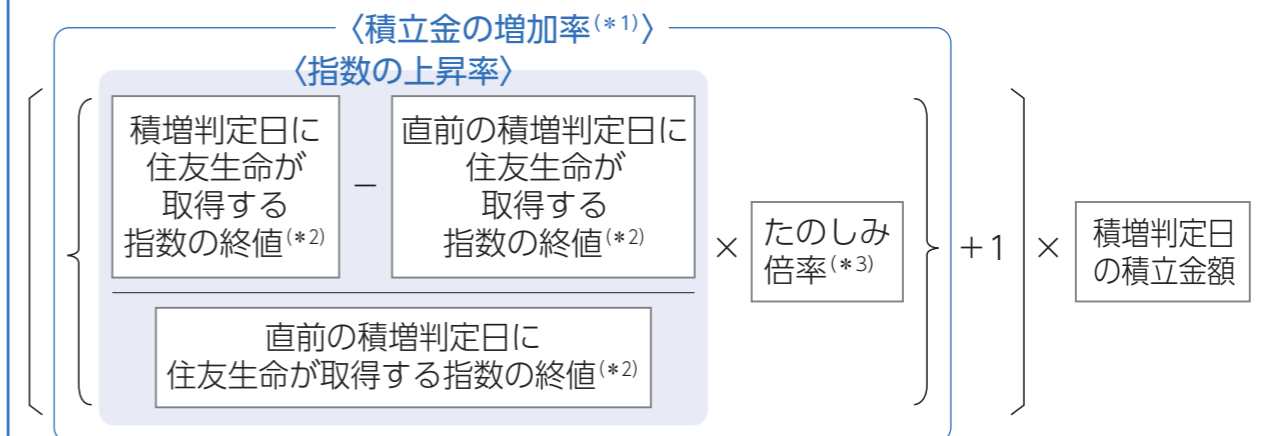 〈積立金の増加率(*1)〉
〈指数の上昇率〉
積増判定日に
住友生命が
取得する
指数の終値(*2)
−
直前の積増判定日に
住友生命が
取得する
指数の終値(*2)
直前の積増判定日に
住友生命が取得する指数の終値(*2)
×
たのしみ
倍率(*3)
+1
×
積増判定日
の積立金額